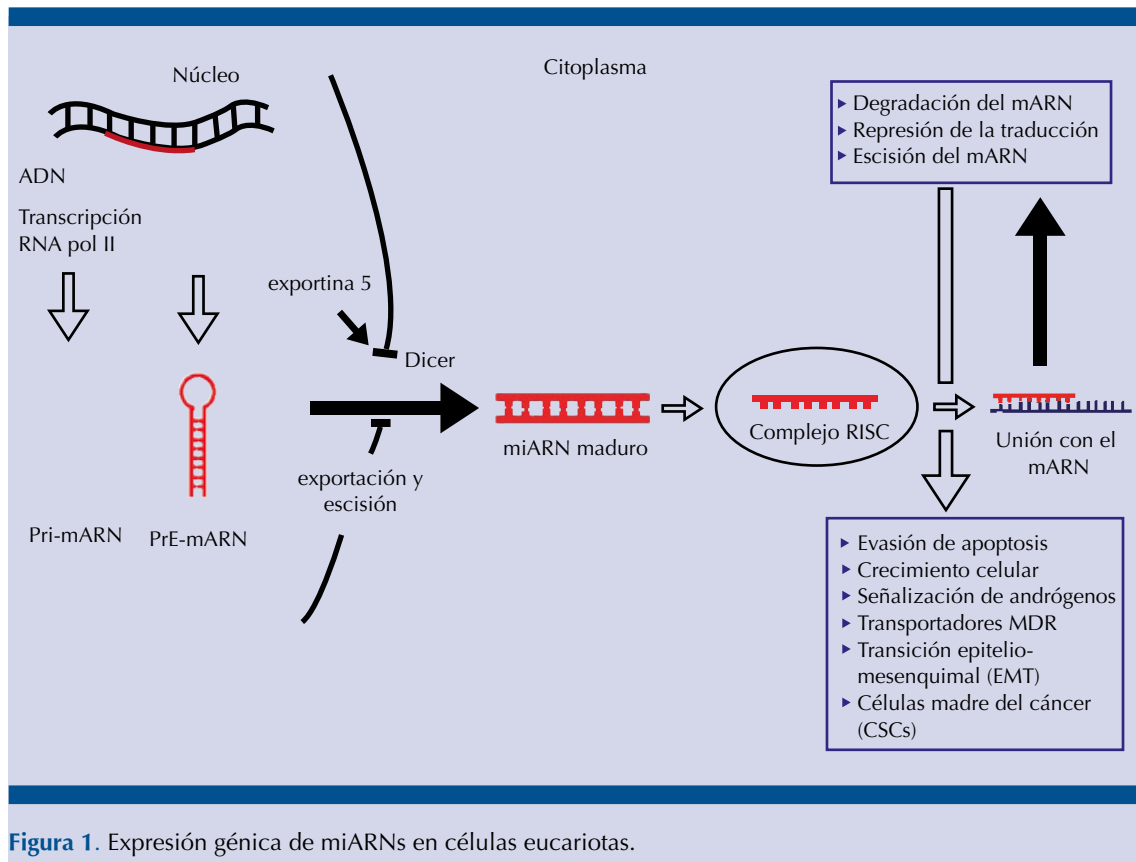 Núcleo
Citoplasma
ADN
Transcripción
RNA pol II
exportina 5
Dicer
exportación y
escisión
Pri-mARN
PrE-mARN
miARN maduro
Complejo RISC
Unión con el
mARN
▸ Degradación del mARN
▸ Represión de la traducción
▸ Escisión del mARN
▸ Evasión de apoptosis
▸ Crecimiento celular
▸ Señalización de andrógenos
▸ Transportadores MDR
▸ Transición epitelio-
mesenquimal (EMT)
▸ Células madre del cáncer
(CSCs)
Figura 1. Expresión génica de miARNs en células eucariotas.